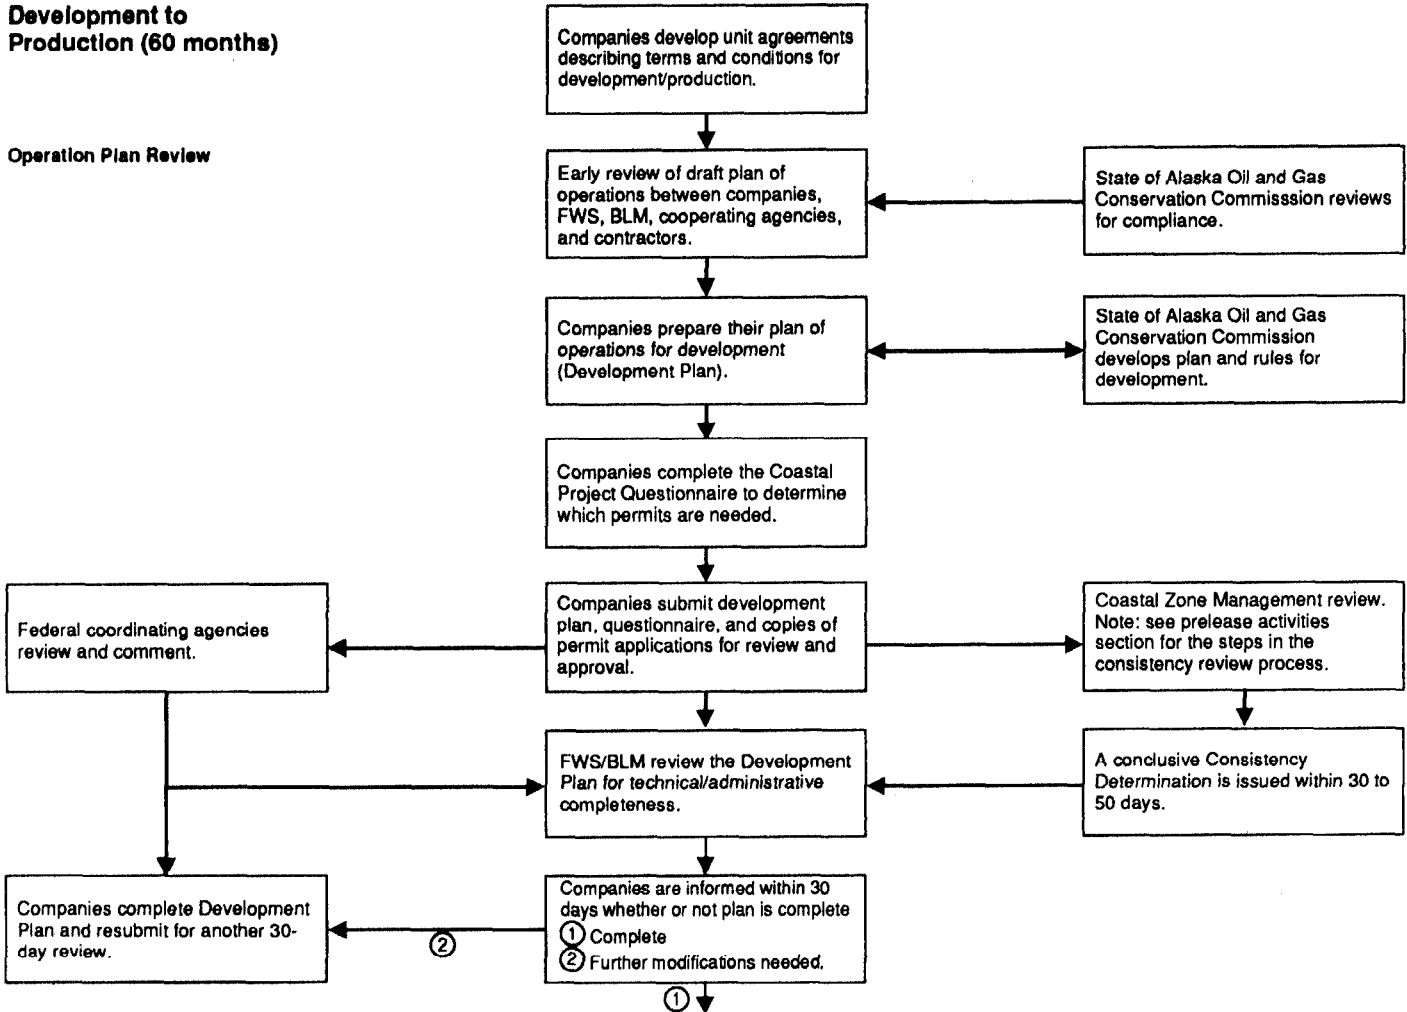 Development to
Production (60 months)
Companies develop unit agreements
describing terms and conditions for
development/production.
Operation Plan Review
Early review of draft plan of
operations between companies,
FWS, BLM, cooperating agencies,
and contractors.
State of Alaska Oil and Gas
Conservation Commisssion reviews
for compliance.
Companies prepare their plan of
operations for development
(Development Plan).
State of Alaska Oil and Gas
Conservation Commission
develops plan and rules for
development.
Companies complete the Coastal
Project Questionnaire to determine
which permits are needed.
Federal coordinating agencies
review and comment.
Companies submit development
plan, questionnaire, and copies of
permit applications for review and
approval.
Coastal Zone Management review.
Note: see prelease activities
section for the steps in the
consistency review process.
FWS/BLM review the Development
Plan for technical/administrative
completeness.
A conclusive Consistency
Determination is issued within 30 to
50 days.
Companies complete Development
Plan and resubmit for another 30-
day review.
2
Companies are informed within 30
days whether or not plan is complete
1 Complete
2 Further modifications needed.
1